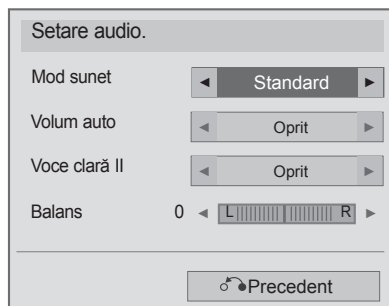 Setare audio.
Mod sunet ◄ Standard ►
Volum auto ◄ Oprit ►
Voce clară II ◄ Oprit ►
Balans 0 ◄ L R ►
Precedent